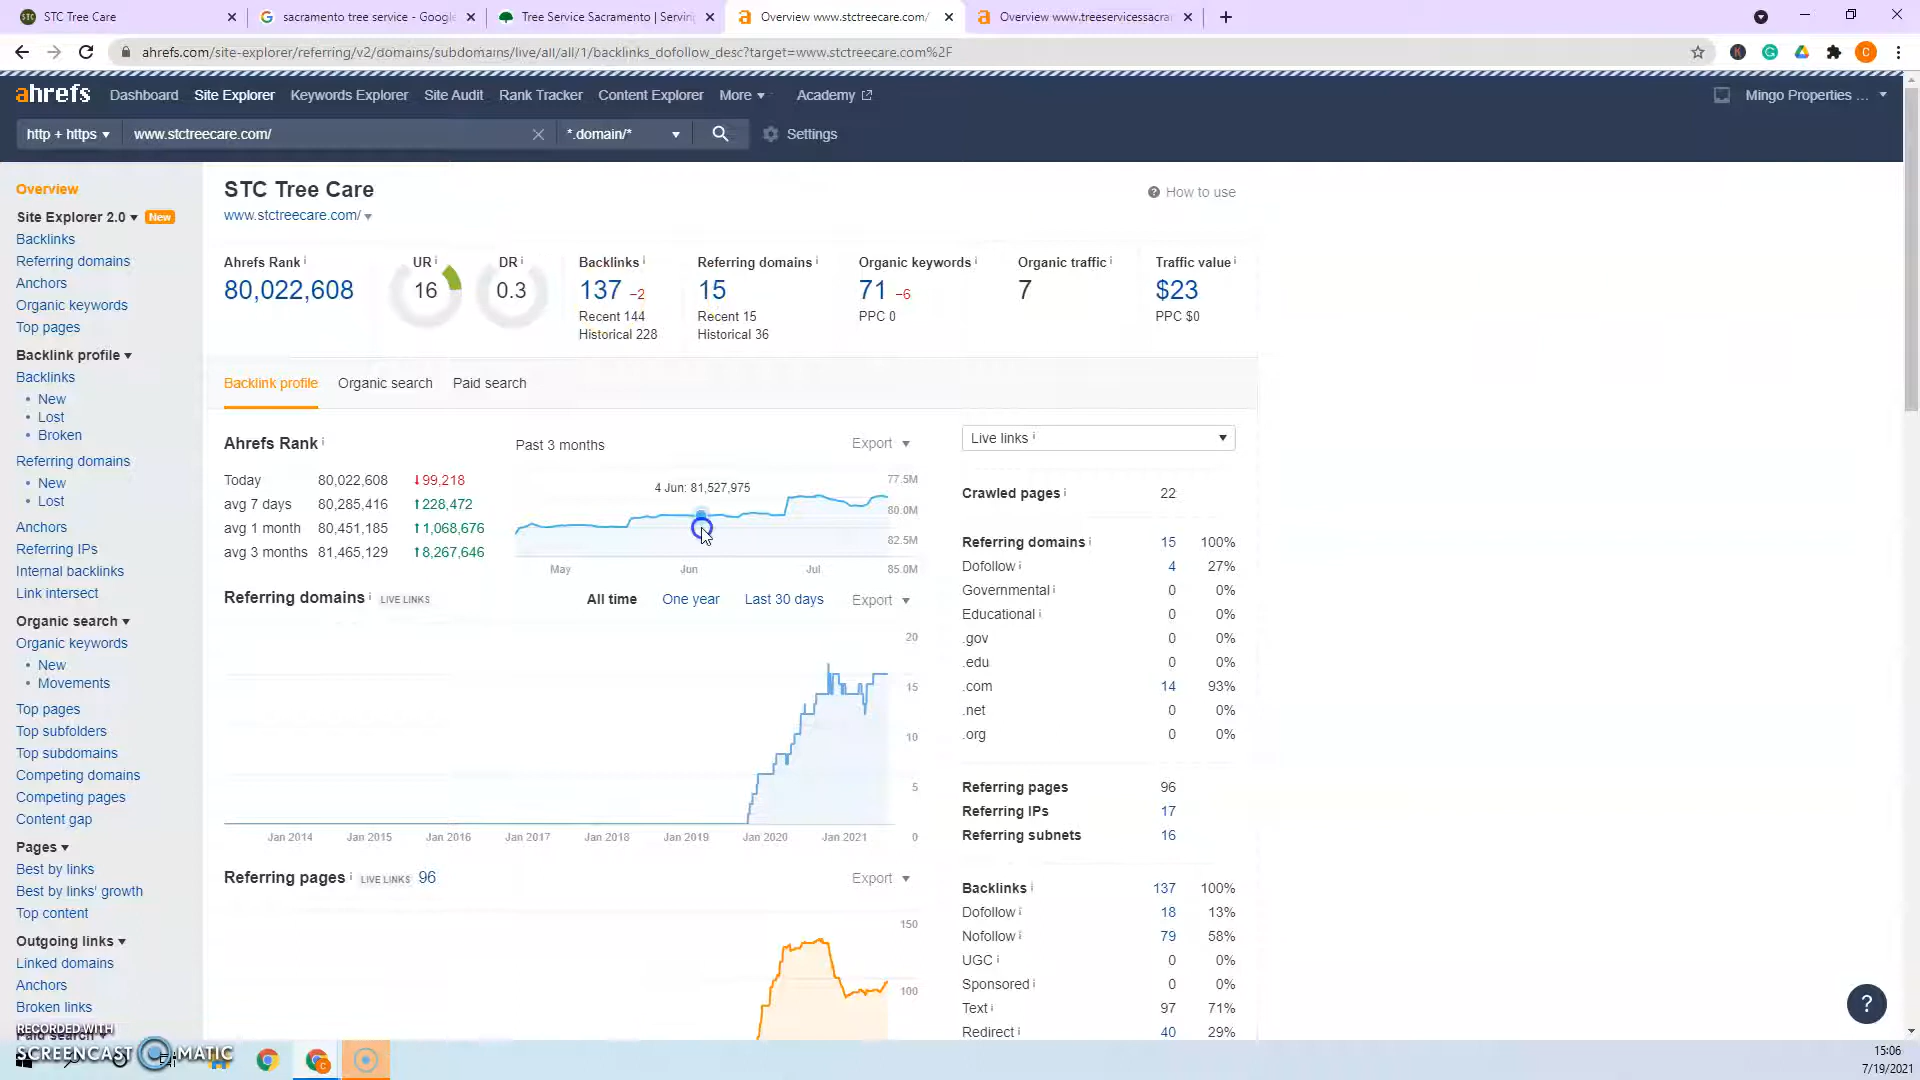 STC Tree Care
sacramento tree service - Google
Tree Service Sacramento | Servin
Overview www.stctreecare.com/
Overview www.treeservicessacra
ahrefs.com/site-explorer/referring/v2/domains/subdomains/live/all/all/1/backlinks_dofollow_desc?target=www.stctreecare.com%2F
ahrefs Dashboard Site Explorer Keywords Explorer Site Audit Rank Tracker Content Explorer More Academy Mingo Properties ...
http + https www.stctreecare.com/ *.domain/* Settings
Overview
Site Explorer 2.0 New
Backlinks
Referring domains
Anchors
Organic keywords
Top pages
Backlink profile
Backlinks
• New
• Lost
• Broken
Referring domains
• New
• Lost
Anchors
Referring IPs
Internal backlinks
Link intersect
Organic search
Organic keywords
• New
• Movements
Top pages
Top subfolders
Top subdomains
Competing domains
Competing pages
Content gap
Pages
Best by links
Best by links' growth
Top content
Outgoing links
Linked domains
Anchors
Broken links
Paid search
STC Tree Care
How to use
www.stctreecare.com/
Ahrefs Rank UR DR Backlinks Referring domains Organic keywords Organic traffic Traffic value
80,022,608 16 0.3 137 −2 15 71 −6 7 $23
Recent 144 Recent 15 PPC 0 PPC $0
Historical 228 Historical 36
Backlink profile Organic search Paid search
Ahrefs Rank Past 3 months Export
Today 80,022,608 ↓99,218
avg 7 days 80,285,416 ↑228,472
avg 1 month 80,451,185 ↑1,068,676
avg 3 months 81,465,129 ↑8,267,646
4 Jun: 81,527,975
77.5M
80.0M
82.5M
85.0M
May Jun Jul
Referring domains LIVE LINKS All time One year Last 30 days Export
20
15
10
5
0
Jan 2014 Jan 2015 Jan 2016 Jan 2017 Jan 2018 Jan 2019 Jan 2020 Jan 2021
Referring pages LIVE LINKS 96 Export
150
100
Live links
Crawled pages 22
Referring domains 15 100%
Dofollow 4 27%
Governmental 0 0%
Educational 0 0%
.gov 0 0%
.edu 0 0%
.com 14 93%
.net 0 0%
.org 0 0%
Referring pages 96
Referring IPs 17
Referring subnets 16
Backlinks 137 100%
Dofollow 18 13%
Nofollow 79 58%
UGC 0 0%
Sponsored 0 0%
Text 97 71%
Redirect 40 29%
?
RECORDED WITH
SCREENCAST MATIC
15:06
7/19/2021